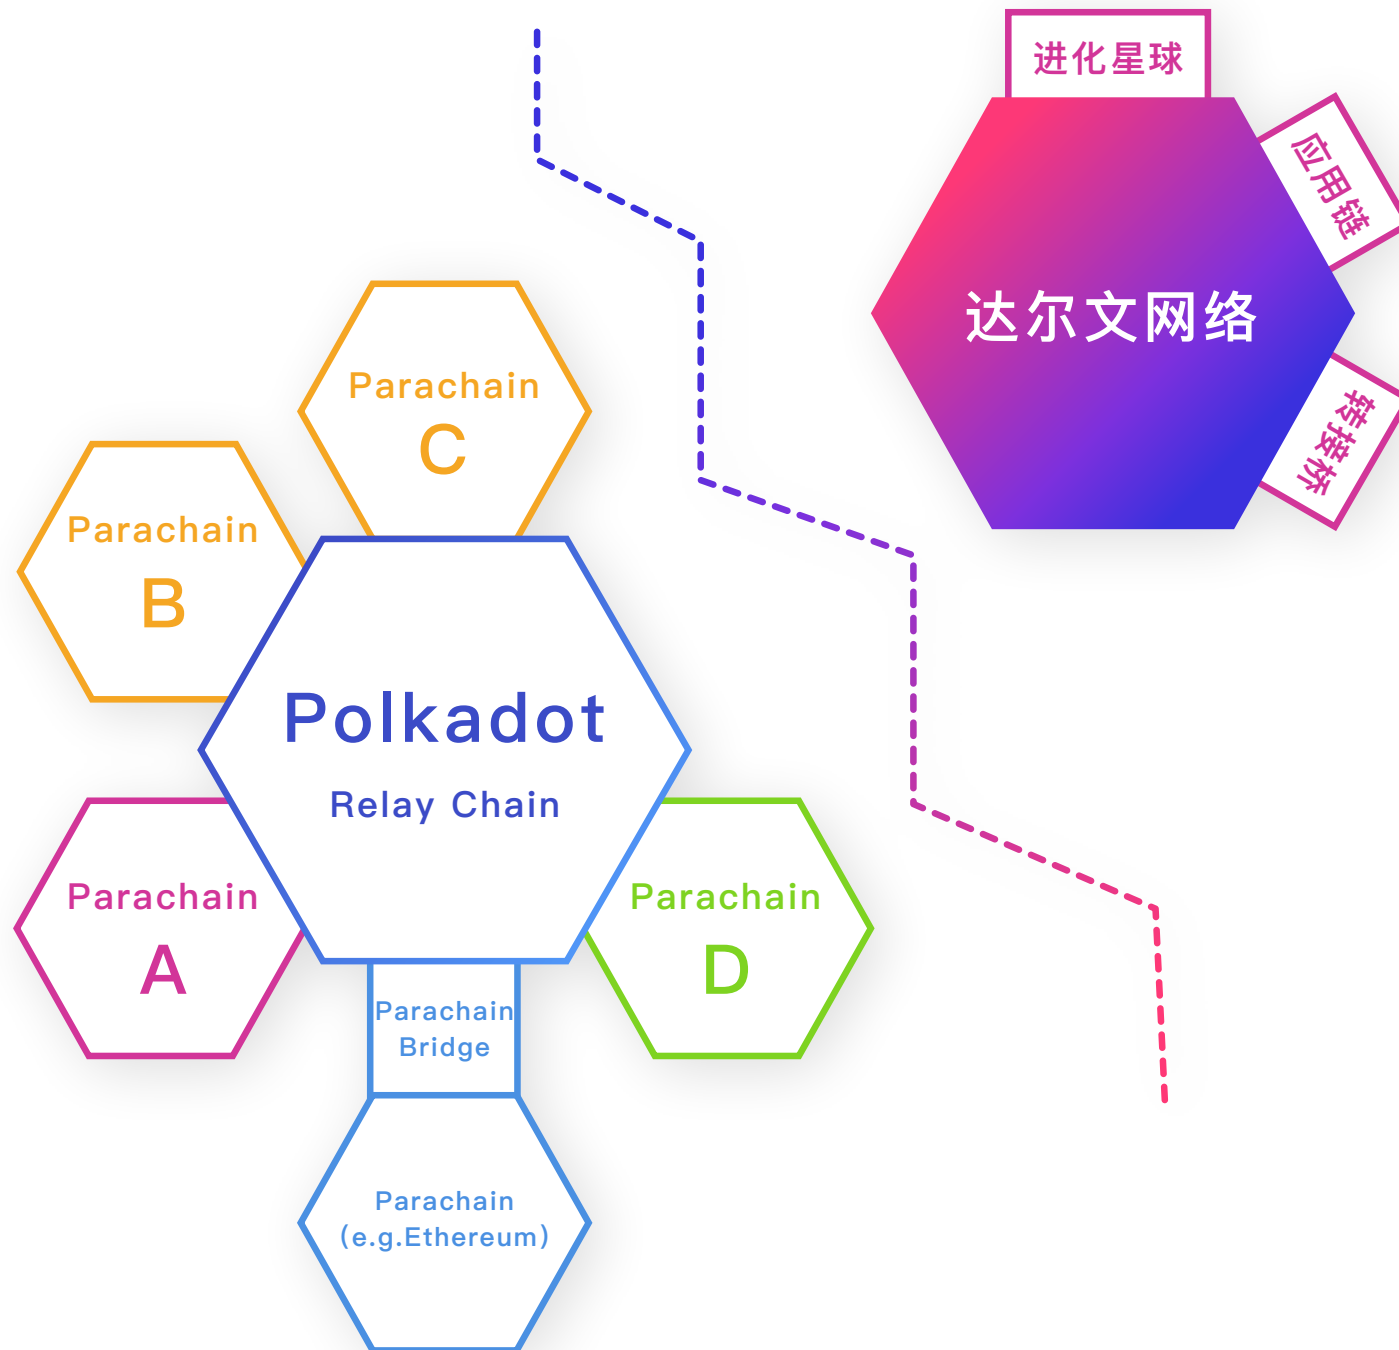 进化星球
应用链
达尔文网络
转接桥
Parachain
C
Parachain
B
Polkadot
Relay Chain
Parachain
A
Parachain
D
Parachain
Bridge
Parachain
(e.g.Ethereum)